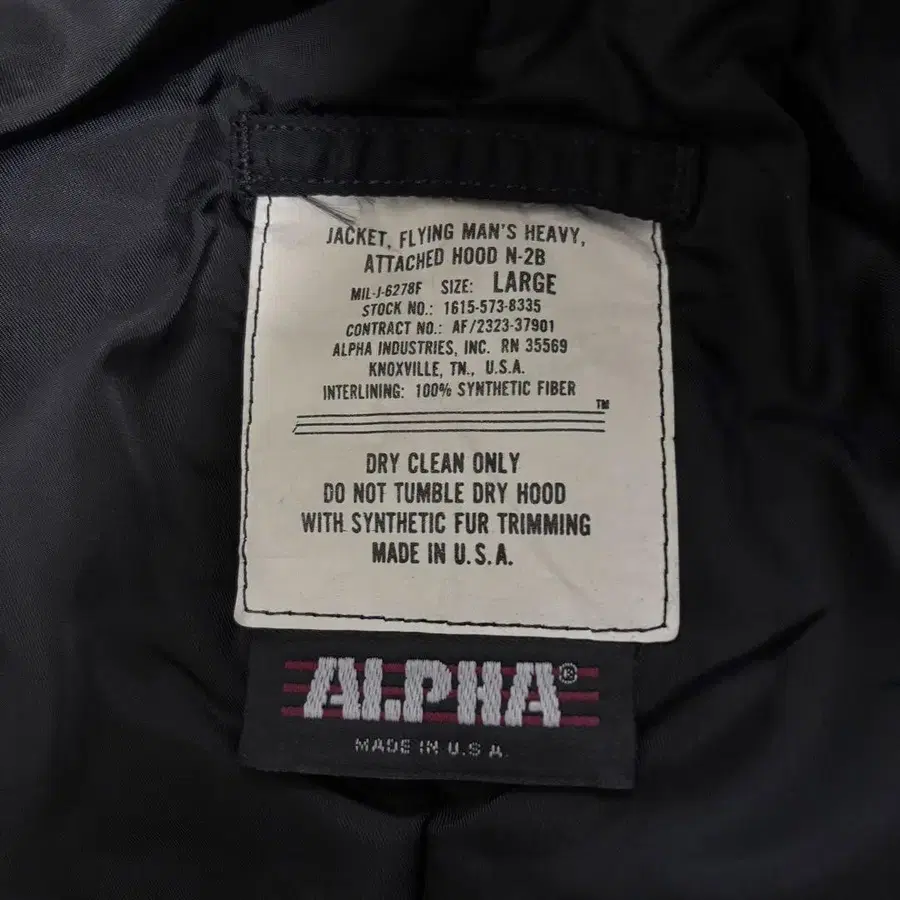 JACKET, FLYING MAN'S HEAVY,
ATTACHED HOOD N-2B
MIL-J-6278F SIZE: LARGE
STOCK NO.: 1615-573-8335
CONTRACT NO.: AF/2323-37901
ALPHA INDUSTRIES, INC. RN 35569
KNOXVILLE, TN., U.S.A.
INTERLINING: 100% SYNTHETIC FIBER
TM
DRY CLEAN ONLY
DO NOT TUMBLE DRY HOOD
WITH SYNTHETIC FUR TRIMMING
MADE IN U.S.A.
ALPHA®
MADE IN U.S.A.